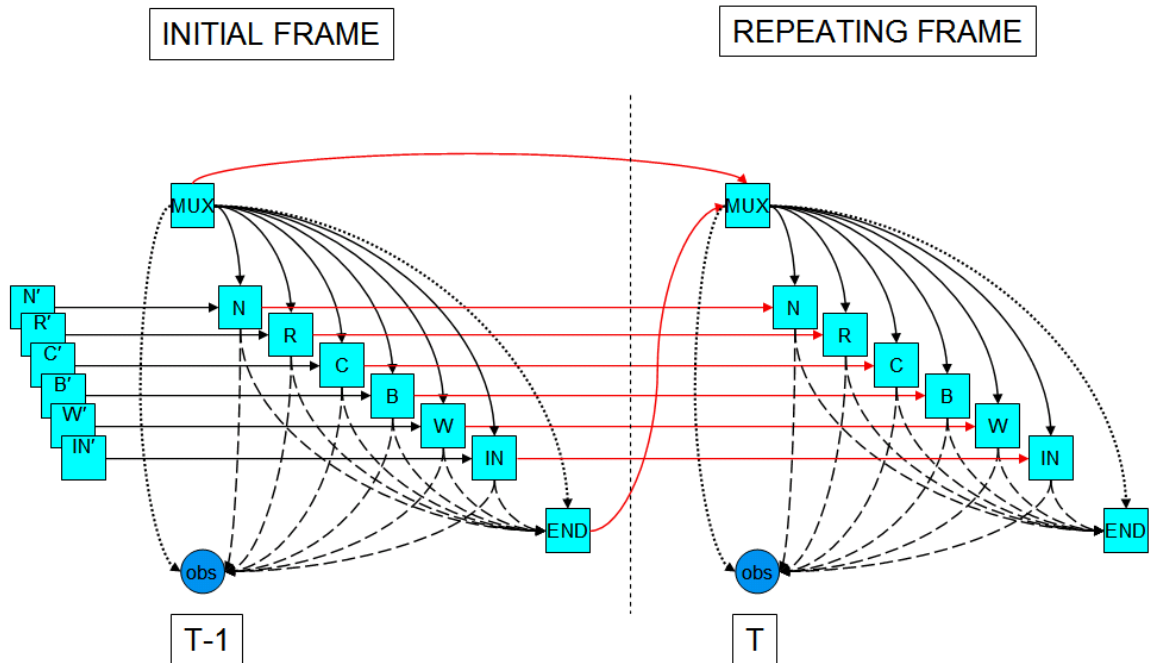 INITIAL FRAME
REPEATING FRAME
MUX
MUX
N′
N
N
R′
R
R
C′
C
C
B′
B
B
W′
W
W
IN′
IN
IN
END
END
obs
obs
T-1
T